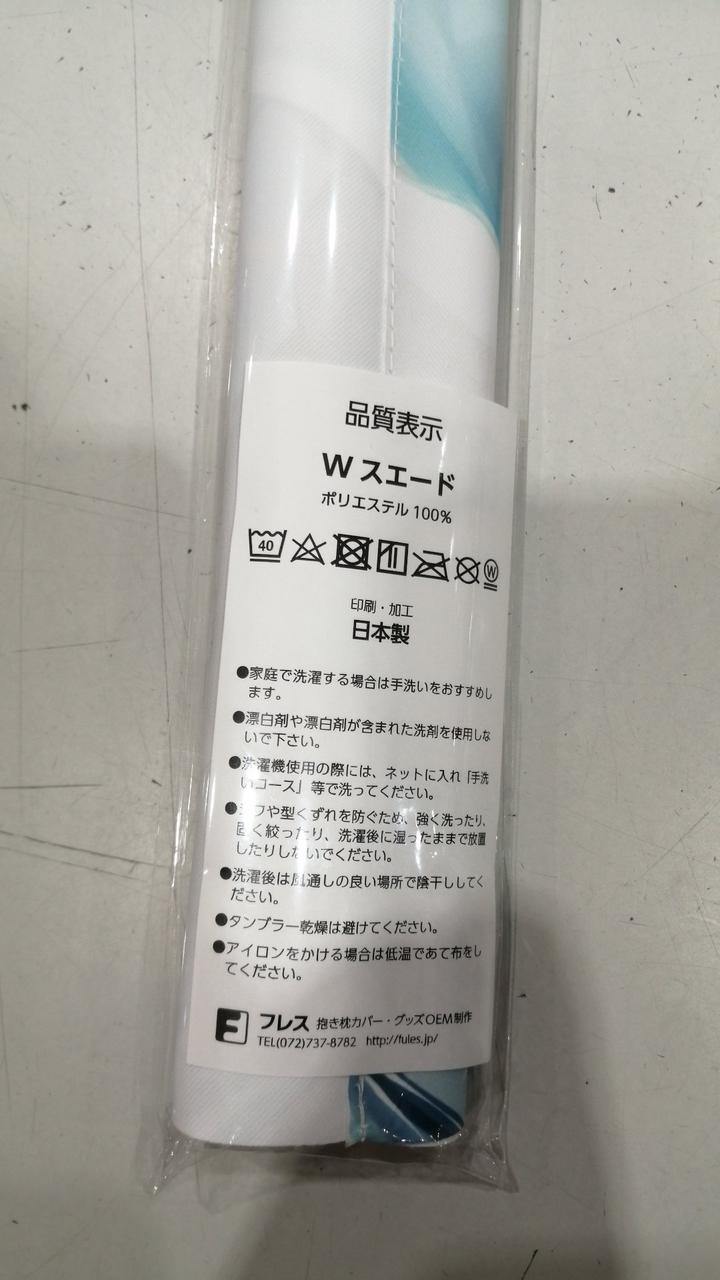 品質表示
W スエード
ポリエステル 100%
40
W
印刷・加工
日本製
●家庭で洗濯する場合は手洗いをおすすめし
ます。
●漂白剤や漂白剤が含まれた洗剤を使用しな
いで下さい。
●洗濯機使用の際には、ネットに入れ「手洗
いコース」等で洗ってください。
●シワや型くずれを防ぐため、強く洗ったり、
固く絞ったり、洗濯後に湿ったままで放置
したりしないでください。
●洗濯後は風通しの良い場所で陰干ししてく
ださい。
●タンブラー乾燥は避けてください。
●アイロンをかける場合は低温であて布をし
てください。
フレス 抱き枕カバー・グッズOEM制作
TEL(072)737-8782 http://fules.jp/